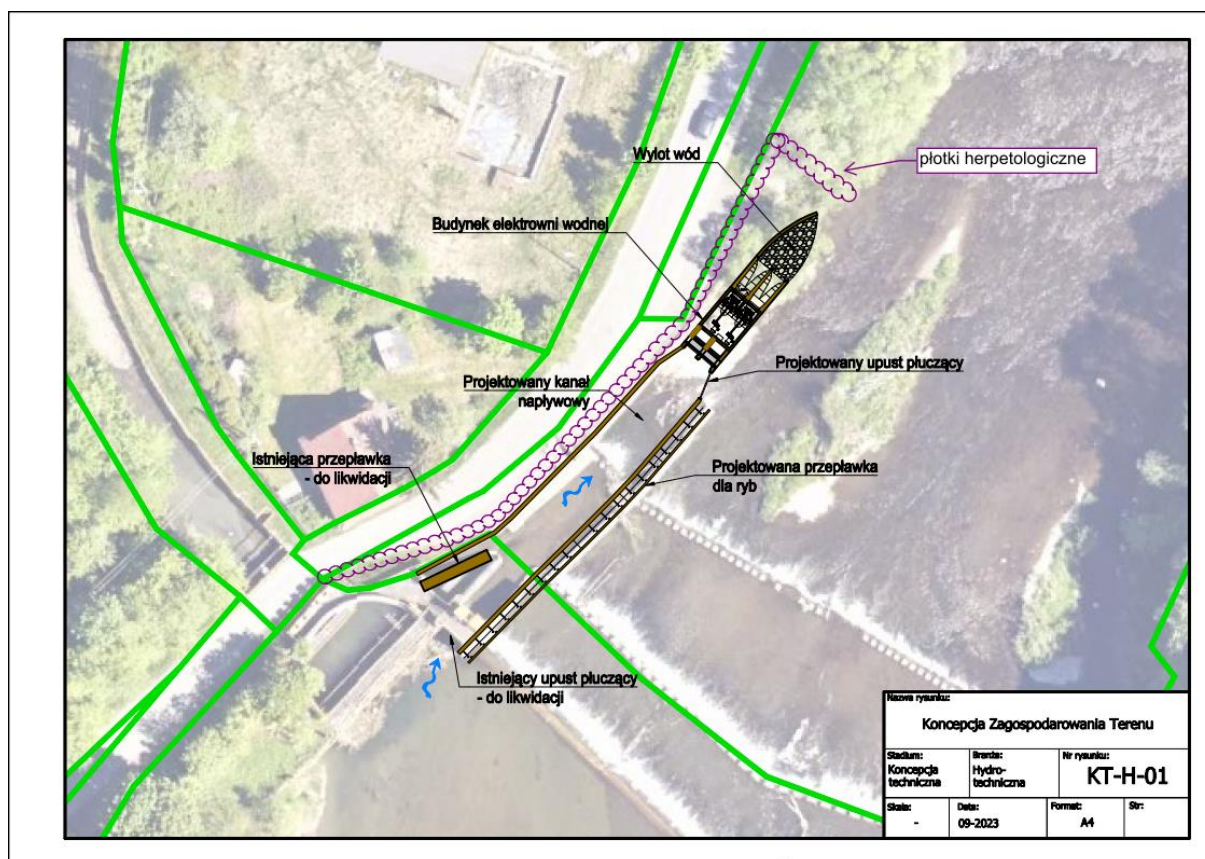 Wylot wód
płotki herpetologiczne
Budynek elektrowni wodnej
Projektowany upust płuczący
Projektowany kanał
napływowy
Istniejąca przepławka
- do likwidacji
Projektowana przepławka
dla ryb
Istniejący upust płuczący
- do likwidacji
Nazwa rysunku:
Koncepcja Zagospodarowania Terenu
Stadium:
Koncepcja
techniczna
Branża:
Hydro-
techniczna
Nr rysunku:
KT-H-01
Skala:
-
Data:
09-2023
Format:
A4
Str: